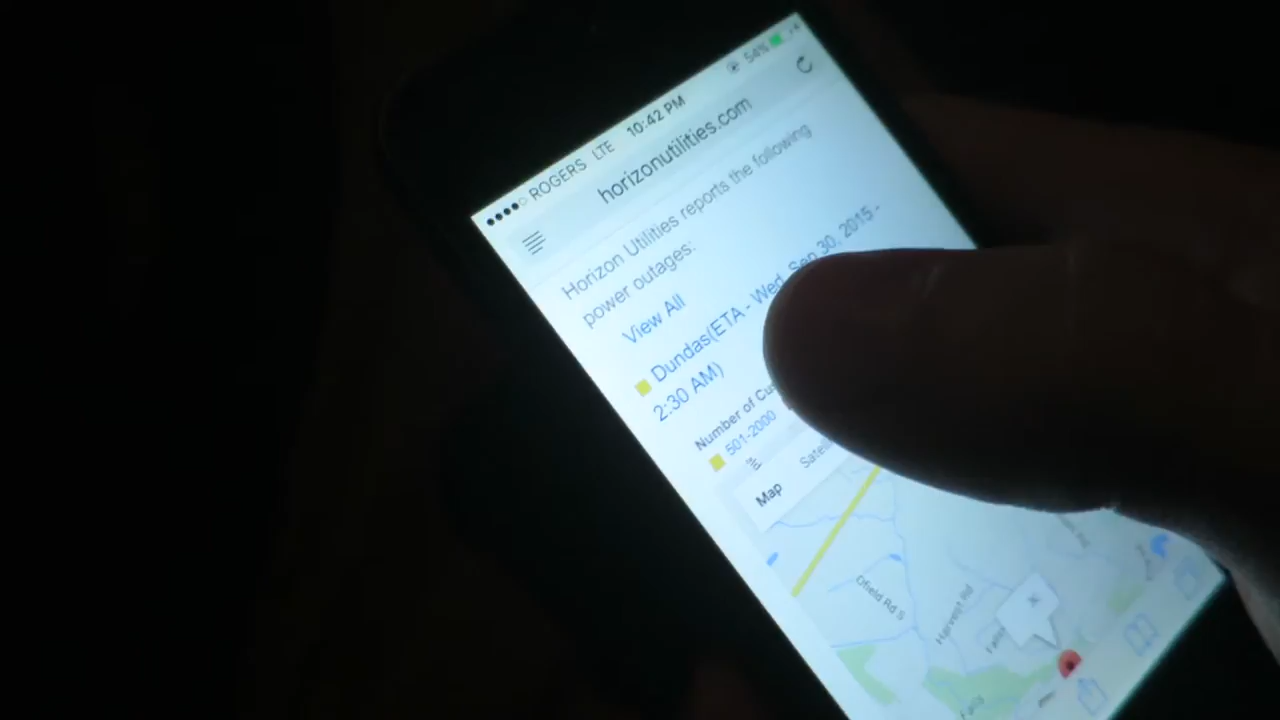 ROGERS LTE 10:42 PM 54%
horizonutilities.com
Horizon Utilities reports the following
power outages:
View All
Dundas(ETA - Wed, Sep 30, 2015 -
2:30 AM)
Number of
501-2000
Map
Ofield Rd S
Harvest Rd